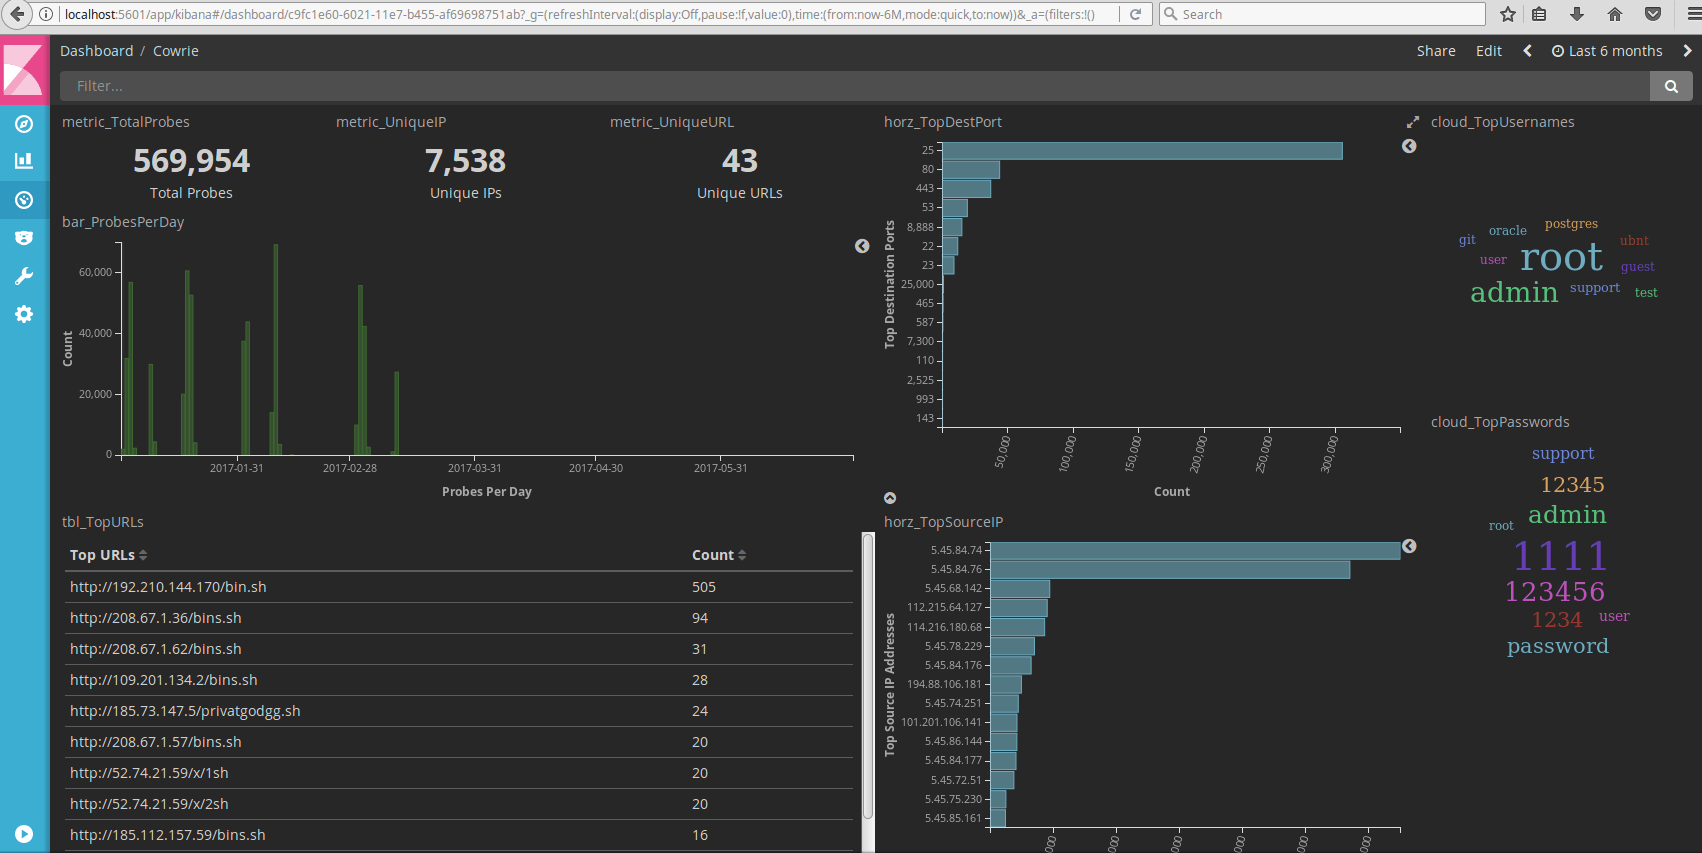 localhost:5601/app/kibana#/dashboard/c9fc1e60-6021-11e7-b455-af69698751ab?_g=(refreshInterval:(display:Off,pause:!f,value:0),time:(from:now-6M,mode:quick,to:now))&_a=(filters:!()
Search
Dashboard / Cowrie
Share Edit Last 6 months
Filter...
metric_TotalProbes
569,954
Total Probes
metric_UniqueIP
7,538
Unique IPs
metric_UniqueURL
43
Unique URLs
bar_ProbesPerDay
Count
60,000
40,000
20,000
0
2017-01-31 2017-02-28 2017-03-31 2017-04-30 2017-05-31
Probes Per Day
tbl_TopURLs
Top URLs Count
http://192.210.144.170/bin.sh 505
http://208.67.1.36/bins.sh 94
http://208.67.1.62/bins.sh 31
http://109.201.134.2/bins.sh 28
http://185.73.147.5/privatgodgg.sh 24
http://208.67.1.57/bins.sh 20
http://52.74.21.59/x/1sh 20
http://52.74.21.59/x/2sh 20
http://185.112.157.59/bins.sh 16
horz_TopDestPort
Top Destination Ports
25
80
443
53
8,888
22
23
25,000
465
587
7,300
110
2,525
993
143
50,000 100,000 150,000 200,000 250,000 300,000
Count
horz_TopSourceIP
Top Source IP Addresses
5.45.84.74
5.45.84.76
5.45.68.142
112.215.64.127
114.216.180.68
5.45.78.229
5.45.84.176
194.88.106.181
5.45.74.251
101.201.106.141
5.45.86.144
5.45.84.177
5.45.72.51
5.45.75.230
5.45.85.161
cloud_TopUsernames
postgres
oracle
git
ubnt
root
user
guest
support
admin
test
cloud_TopPasswords
support
12345
admin
root
1111
123456
user
1234
password